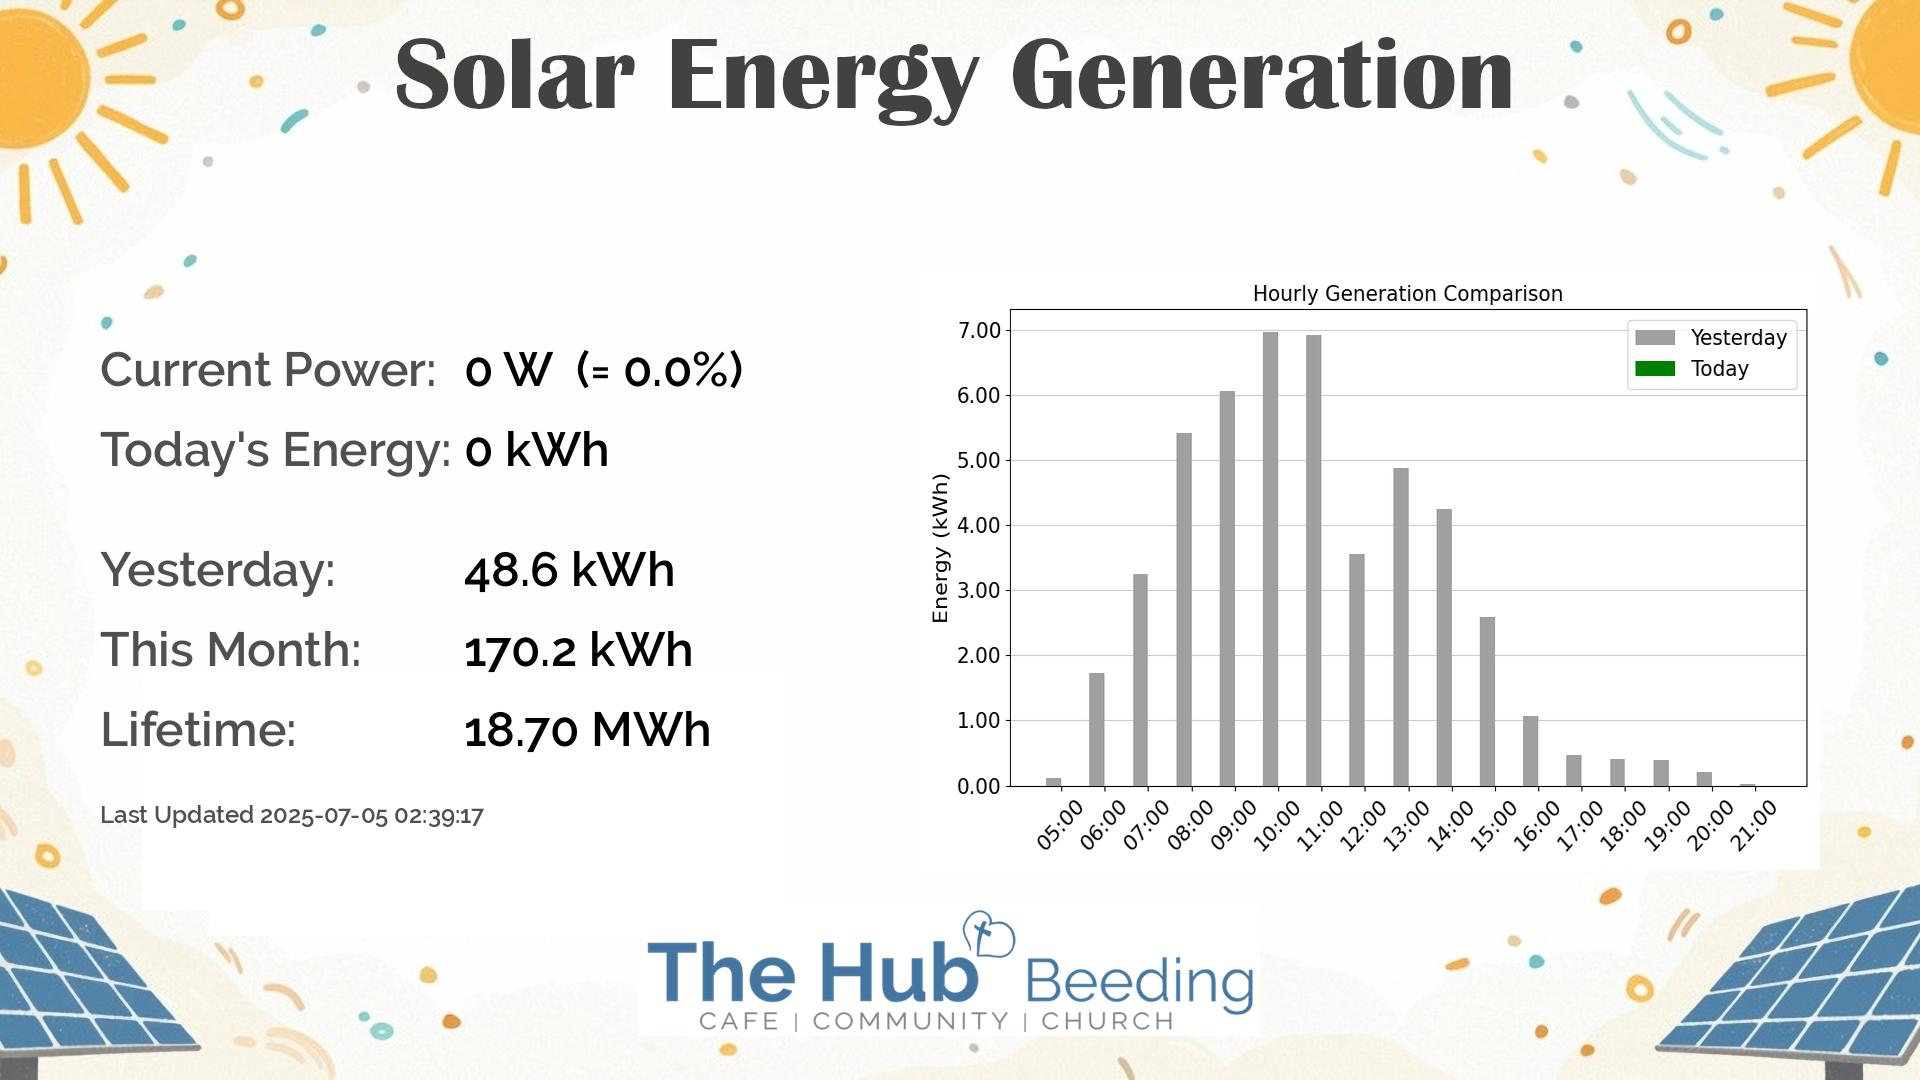 Solar Energy Generation
Current Power: 0 W (= 0.0%)
Today's Energy: 0 kWh
Yesterday: 48.6 kWh
This Month: 170.2 kWh
Lifetime: 18.70 MWh
Last Updated 2025-07-05 02:39:17
Hourly Generation Comparison
Yesterday
Today
Energy (kWh)
7.00
6.00
5.00
4.00
3.00
2.00
1.00
0.00
05:00 06:00 07:00 08:00 09:00 10:00 11:00 12:00 13:00 14:00 15:00 16:00 17:00 18:00 19:00 20:00 21:00
The Hub Beeding
CAFE | COMMUNITY | CHURCH